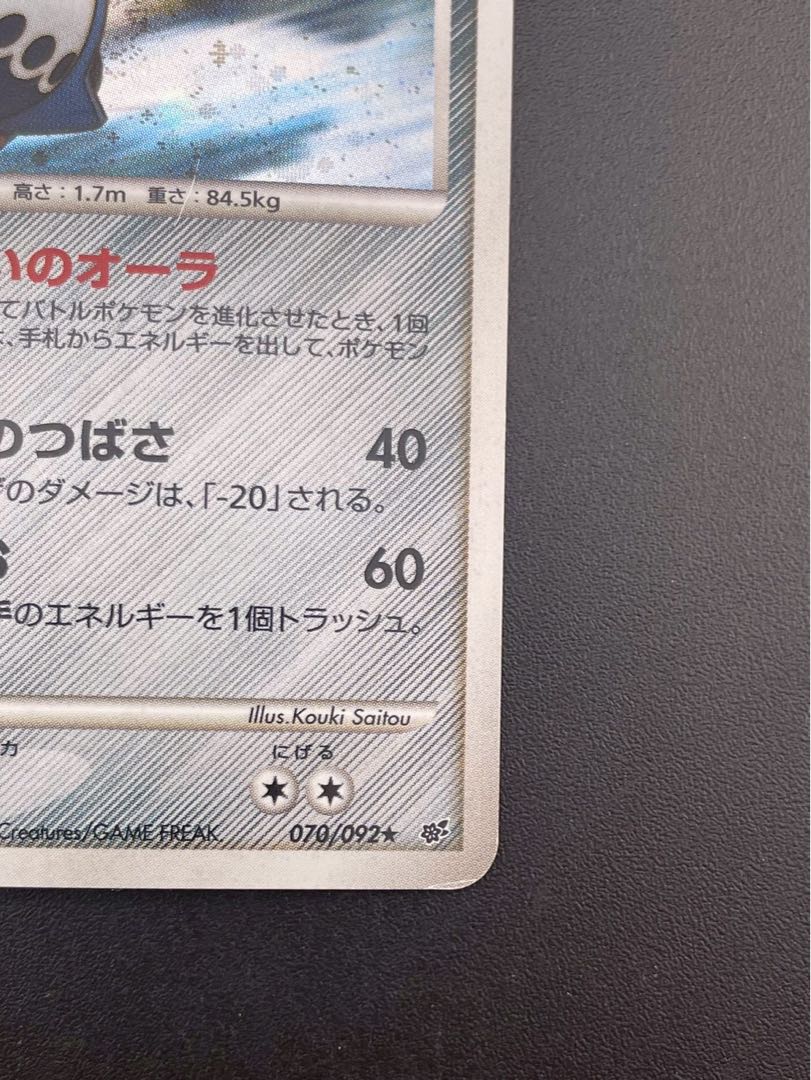 高さ：1.7m 重さ：84.5kg
いのオーラ
てバトルポケモンを進化させたとき、1回
は、手札からエネルギーを出して、ポケモン
のつばさ 40
のダメージは、「-20」される。
60
手のエネルギーを1個トラッシュ。
Illus.Kouki Saitou
力
にげる
Creatures/GAME FREAK.
070/092★